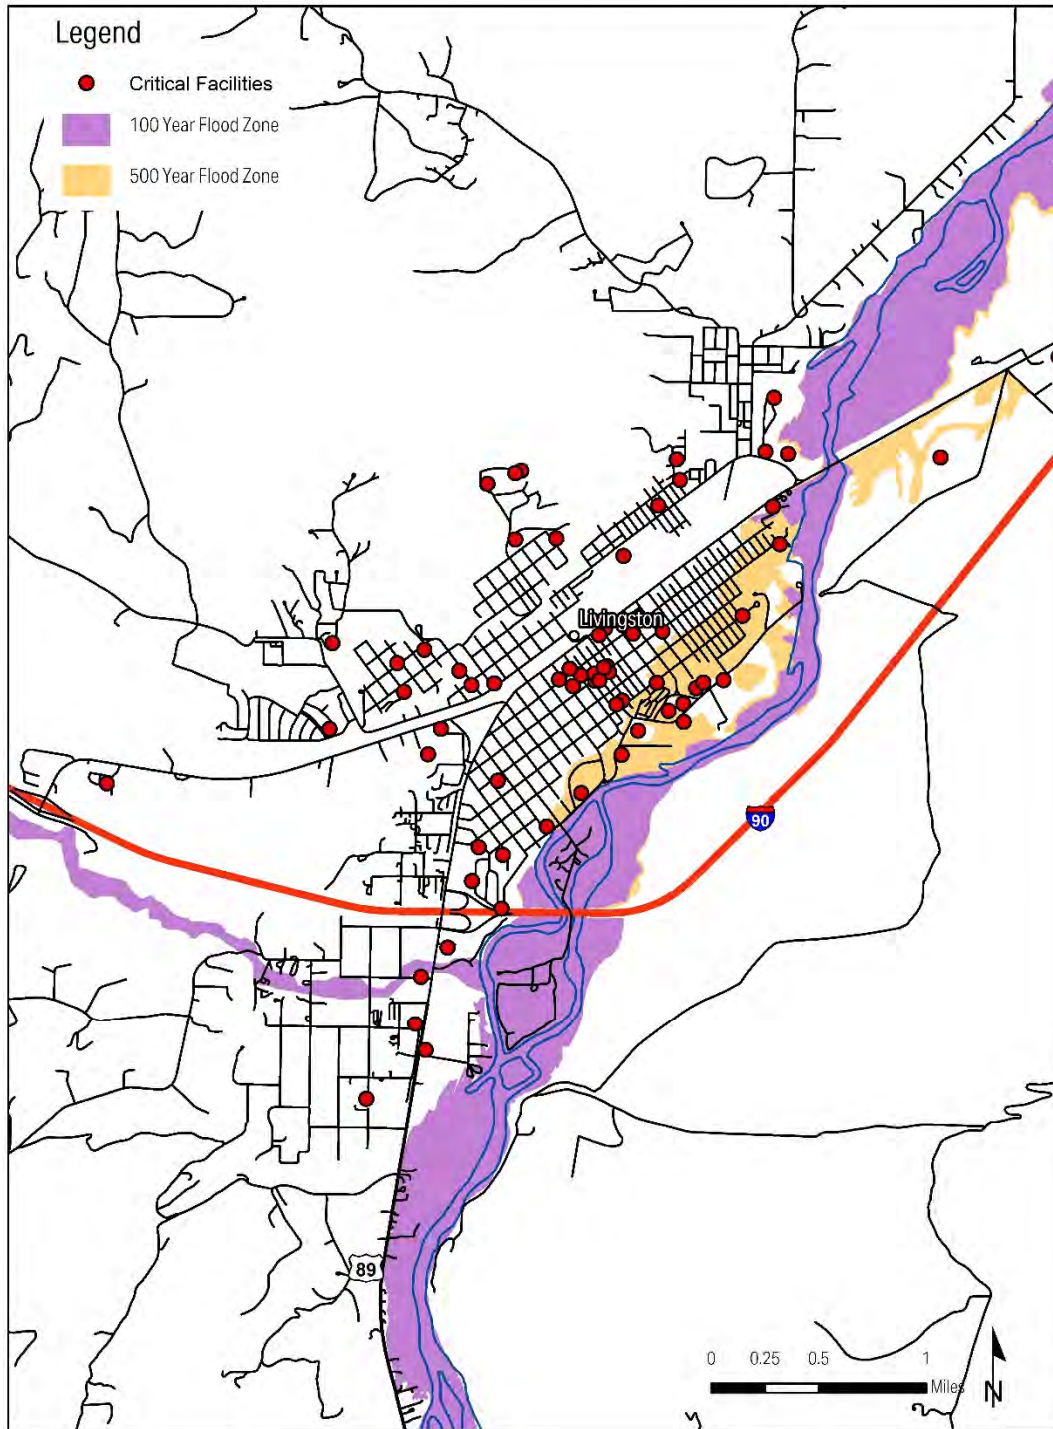 Legend
Critical Facilities
100 Year Flood Zone
500 Year Flood Zone
Livingston
90
89
0 0.25 0.5 1
Miles
N